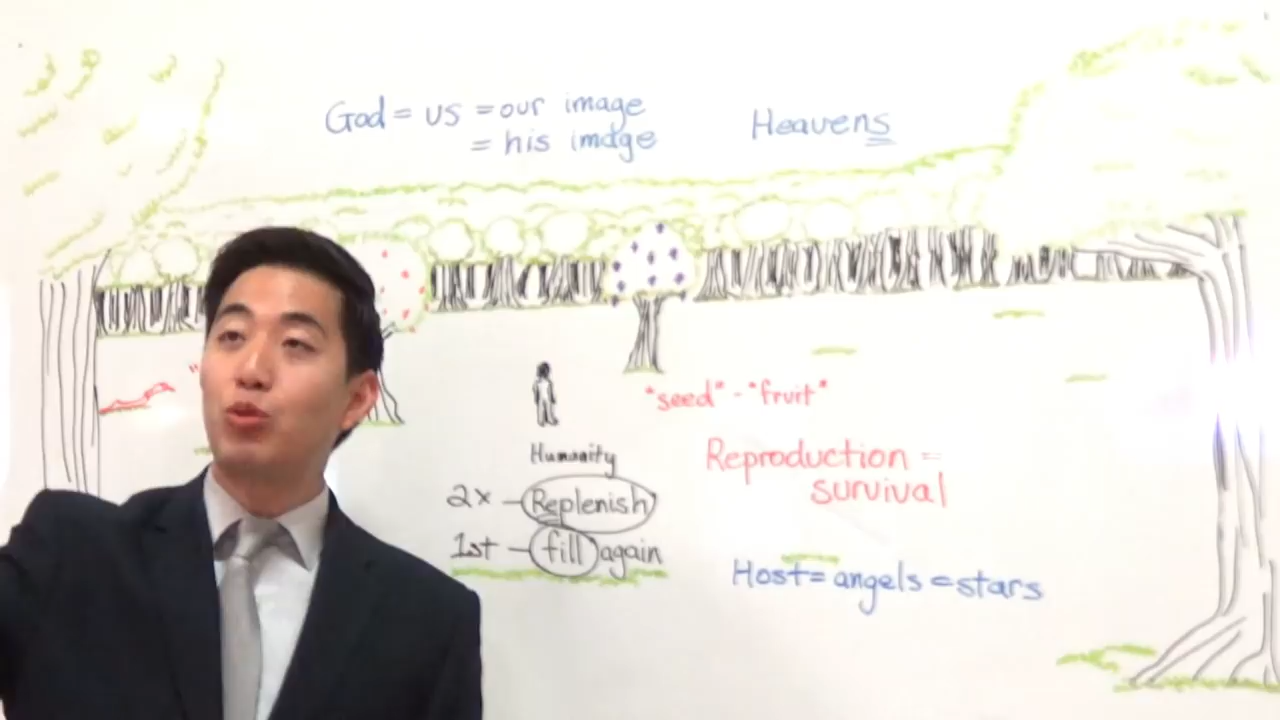 God = us = our image
= his image
Heavens
"seed" - "fruit"
Humanity
Reproduction =
survival
2x - Replenish
1st - fill again
Host = angels = stars